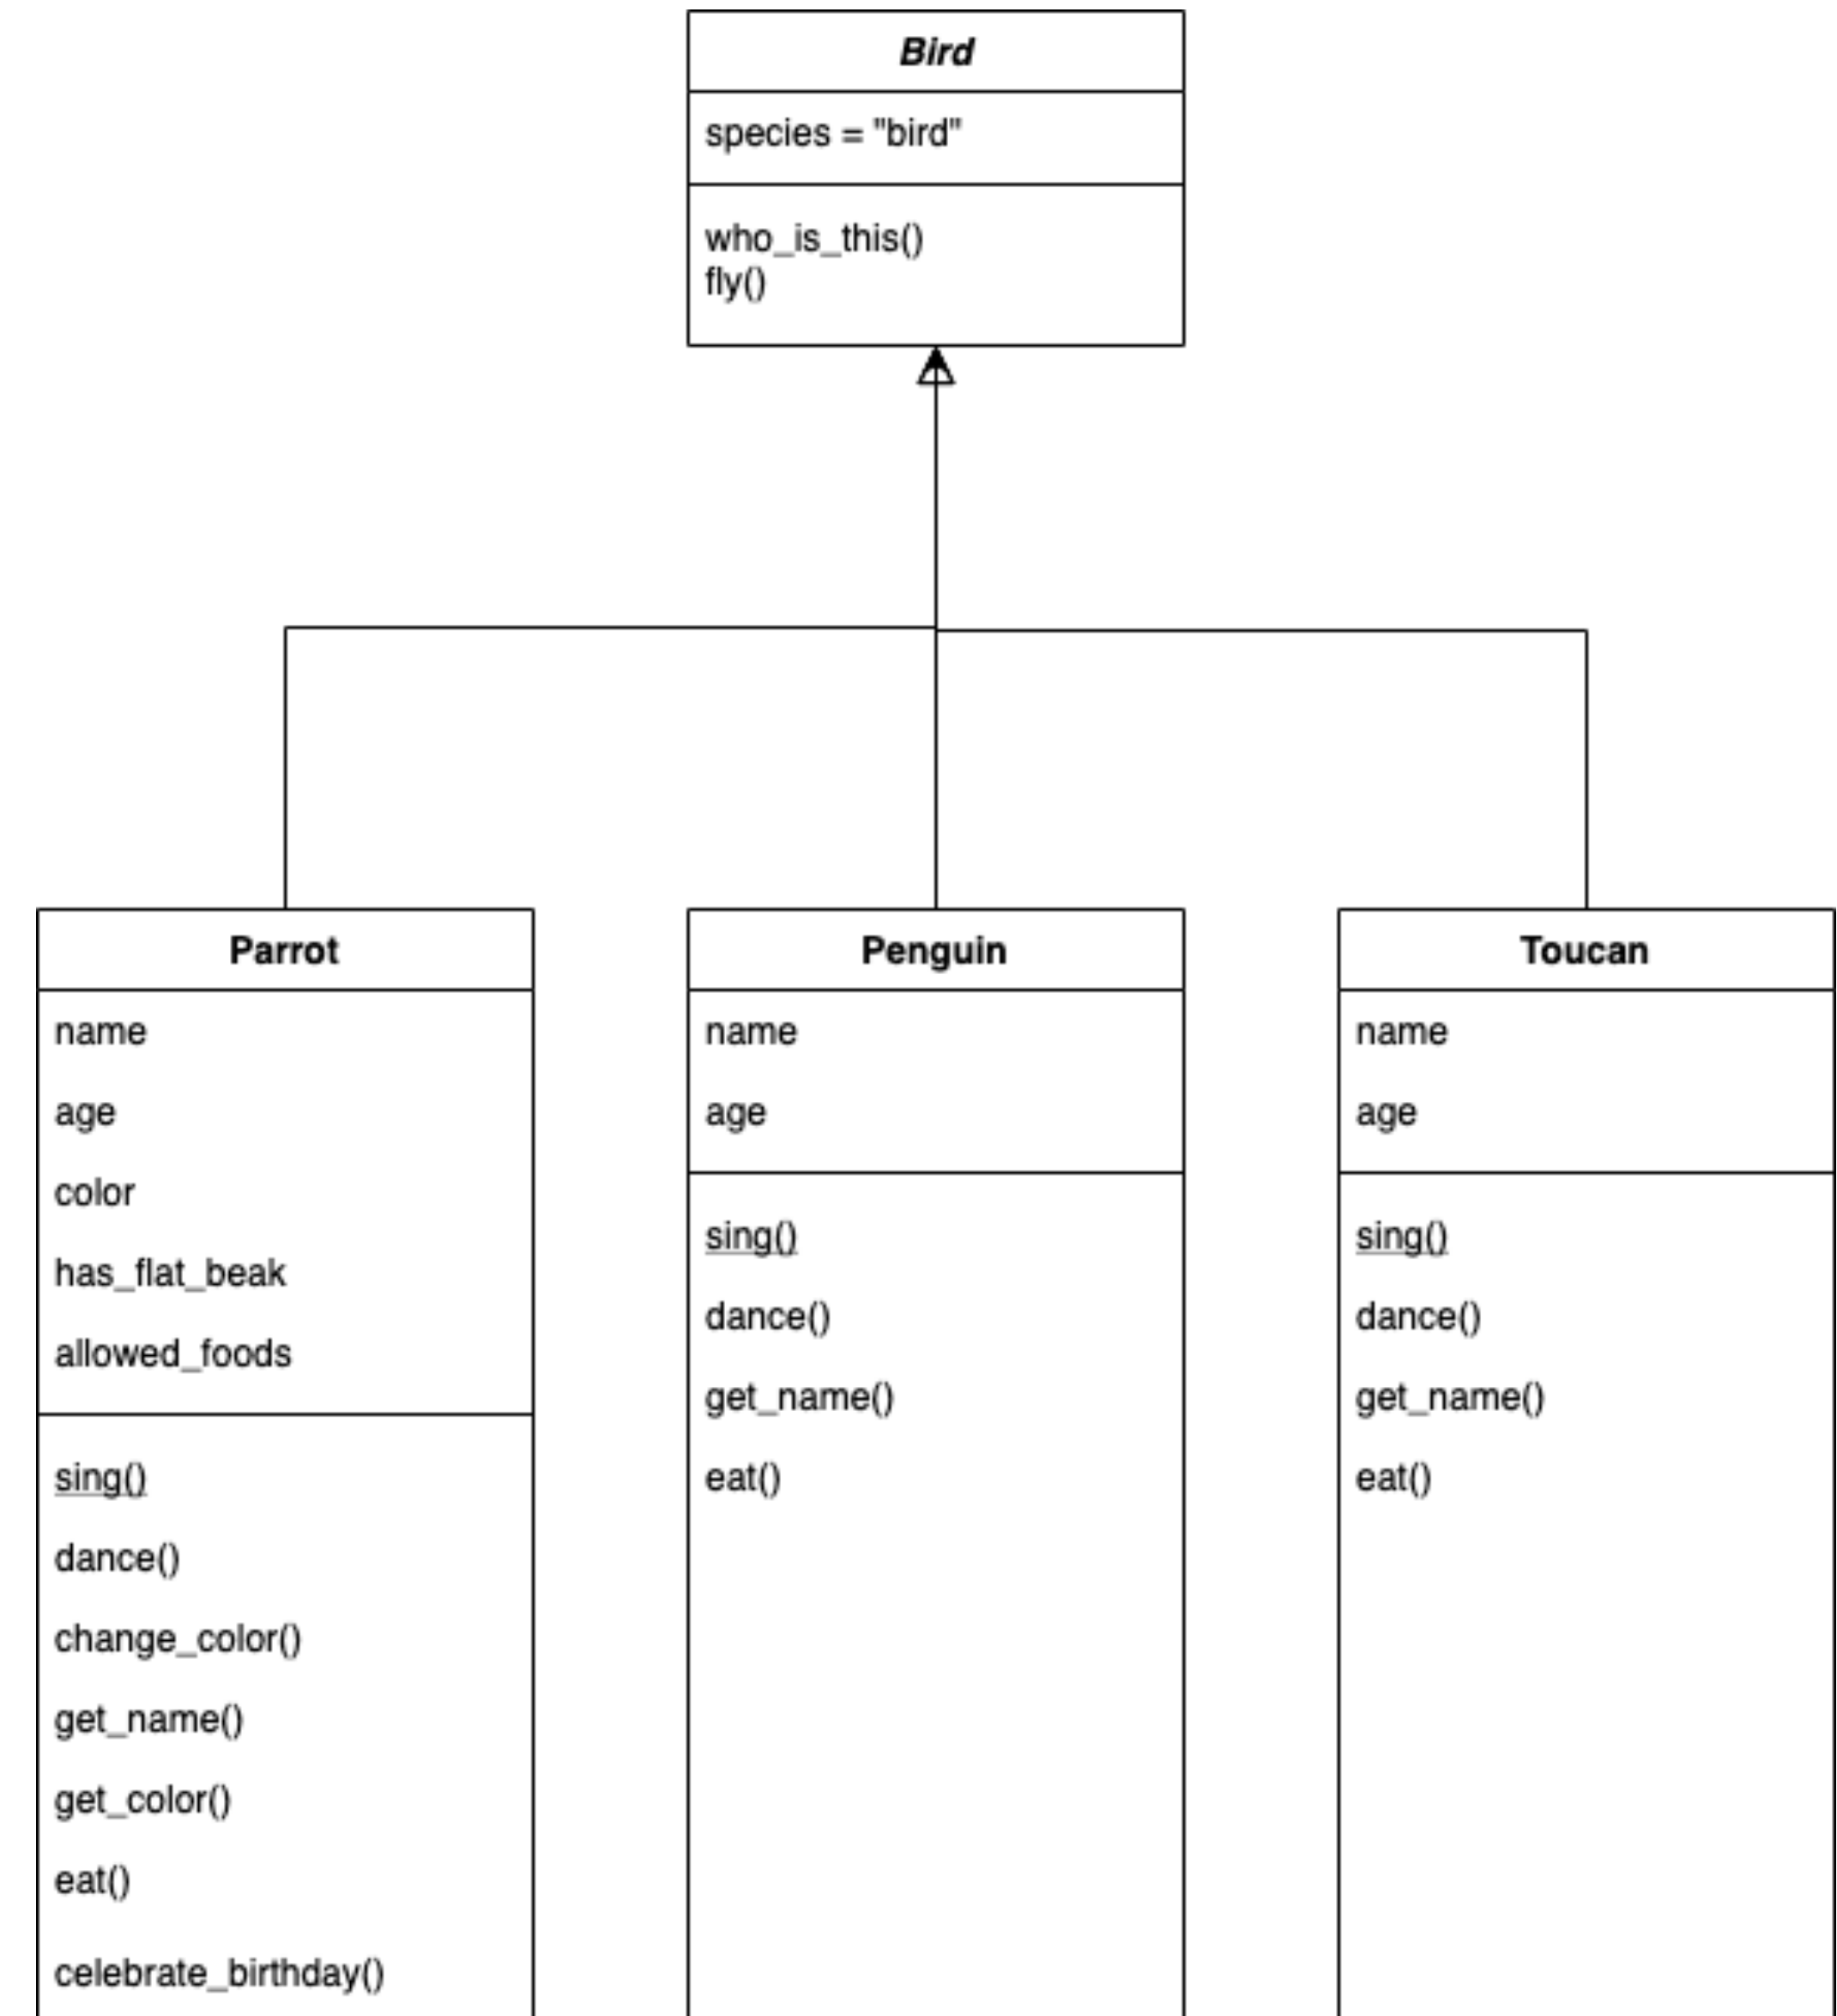 Bird
species = "bird"
who_is_this()
fly()
Parrot
name
age
color
has_flat_beak
allowed_foods
sing()
dance()
change_color()
get_name()
get_color()
eat()
celebrate_birthday()
Penguin
name
age
sing()
dance()
get_name()
eat()
Toucan
name
age
sing()
dance()
get_name()
eat()